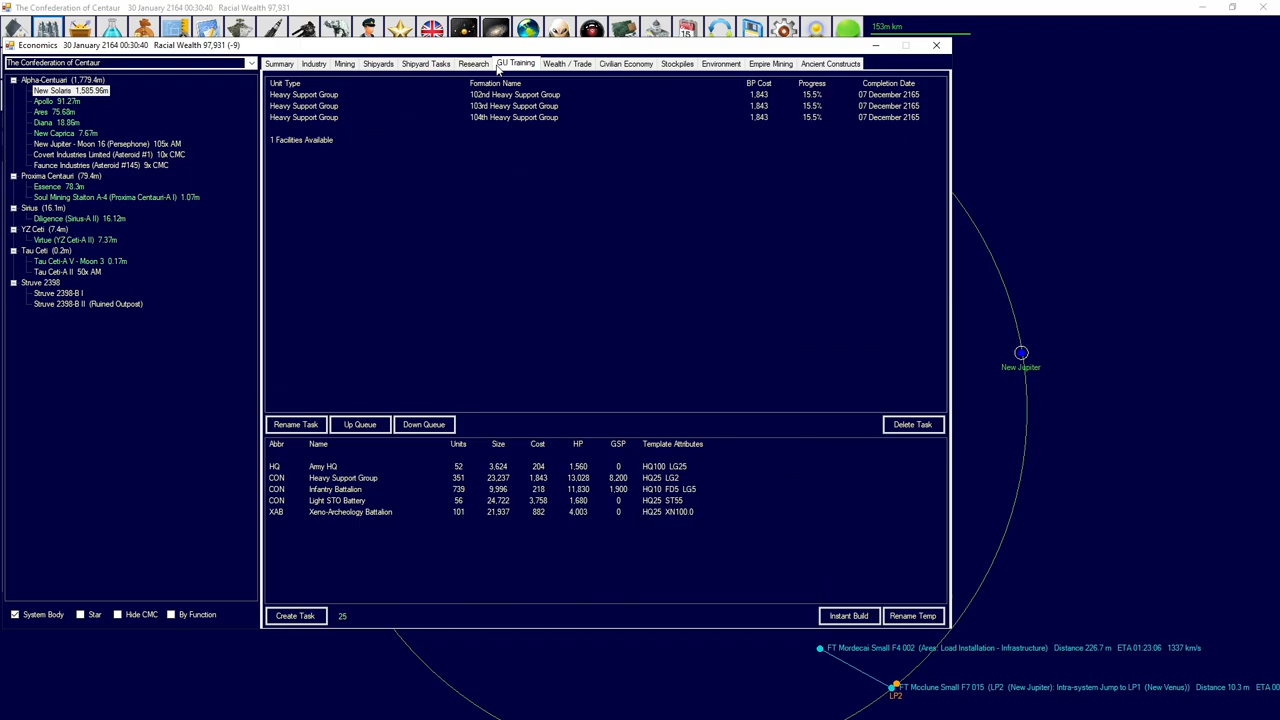 The Confederation of Centaur    30 January 2164 00:30:40    Racial Wealth 97,931
153m km
Economics    30 January 2164 00:30:40    Racial Wealth 97,931 (-9)
The Confederation of Centaur
Summary    Industry    Mining    Shipyards    Shipyard Tasks    Research    GU Training    Wealth / Trade    Civilian Economy    Stockpiles    Environment    Empire Mining    Ancient Constructs
Alpha-Centuari (1,779.4m)
New Solaris 1,585.96m
Apollo 91.27m
Ares 75.68m
Diana 18.86m
New Caprica 7.67m
New Jupiter - Moon 16 (Persephone) 105x AM
Covert Industries Limited (Asteroid #1) 10x CMC
Faunce Industries (Asteroid #145) 9x CMC
Proxima Centauri (79.4m)
Essence 78.3m
Soul Mining Staiton A-4 (Proxima Centauri-A I) 1.07m
Sirius (16.1m)
Diligence (Sirius-A II) 16.12m
YZ Ceti (7.4m)
Virtue (YZ Ceti-A II) 7.37m
Tau Ceti (0.2m)
Tau Ceti-A V - Moon 3 0.17m
Tau Ceti-A II 50x AM
Struve 2398
Struve 2398-B I
Struve 2398-B II (Ruined Outpost)
Unit Type    Formation Name    BP Cost    Progress    Completion Date
Heavy Support Group    102nd Heavy Support Group    1,843    15.5%    07 December 2165
Heavy Support Group    103rd Heavy Support Group    1,843    15.5%    07 December 2165
Heavy Support Group    104th Heavy Support Group    1,843    15.5%    07 December 2165
1 Facilities Available
Rename Task    Up Queue    Down Queue    Delete Task
Abbr    Name    Units    Size    Cost    HP    GSP    Template Attributes
HQ    Army HQ    52    3,624    204    1,560    0    HQ100 LG25
CON    Heavy Support Group    351    23,237    1,843    13,028    8,200    HQ25 LG2
CON    Infantry Battalion    739    9,996    218    11,830    1,900    HQ10 FD5 LG5
CON    Light STO Battery    56    24,722    3,758    1,680    0    HQ25 ST55
XAB    Xeno-Archeology Battalion    101    21,937    882    4,003    0    HQ25 XN100.0
System Body    Star    Hide CMC    By Function
Create Task    25    Instant Build    Rename Temp
New Jupiter
FT Mordecai Small F4 002 (Ares: Load Installation - Infrastructure) Distance 226.7 m ETA 01:23:06 1337 km/s
FT Mcclune Small F7 015 (LP2 (New Jupiter): Intra-system Jump to LP1 (New Venus)) Distance 10.3 m ETA 00
LP2